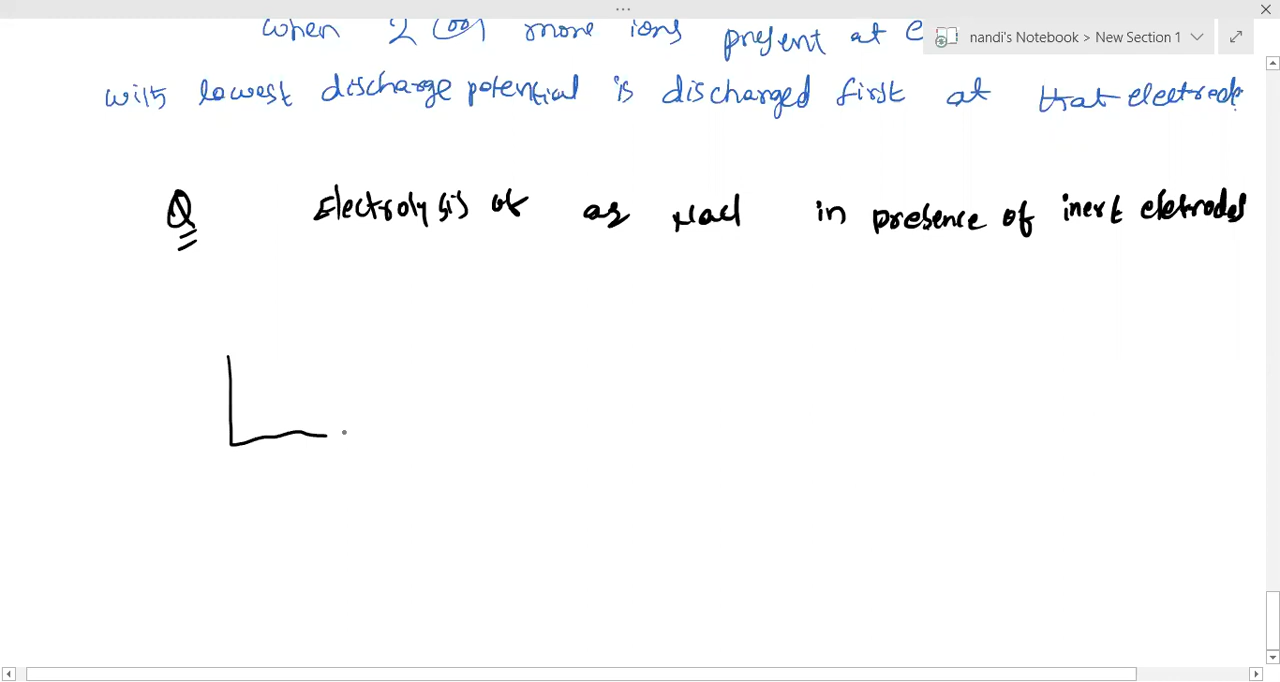 when 2 (or) more ions present at e
nandi's Notebook > New Section 1
with lowest discharge potential is discharged first at that electrode
Q Electrolysis of aq Nacl in presence of inert eletrodes